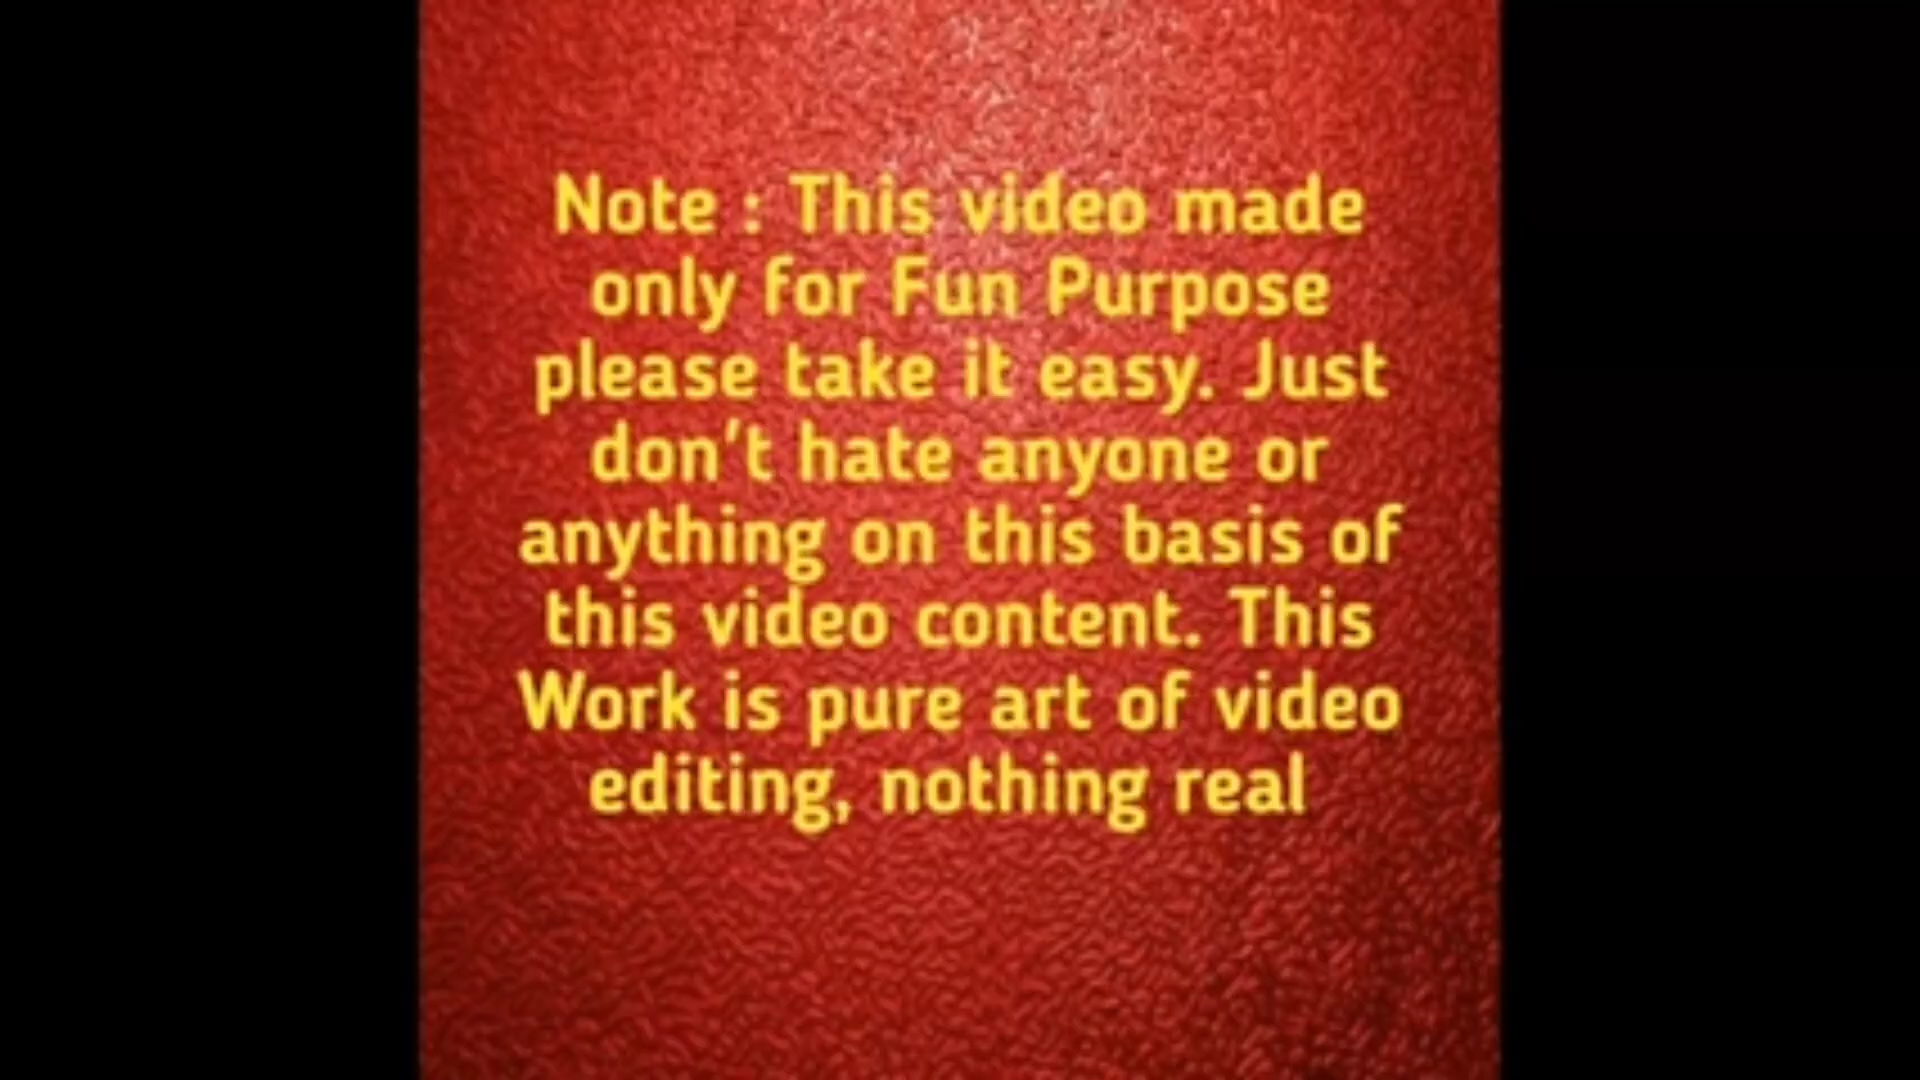 Note : This video made
only for Fun Purpose
please take it easy. Just
don't hate anyone or
anything on this basis of
this video content. This
Work is pure art of video
editing, nothing real